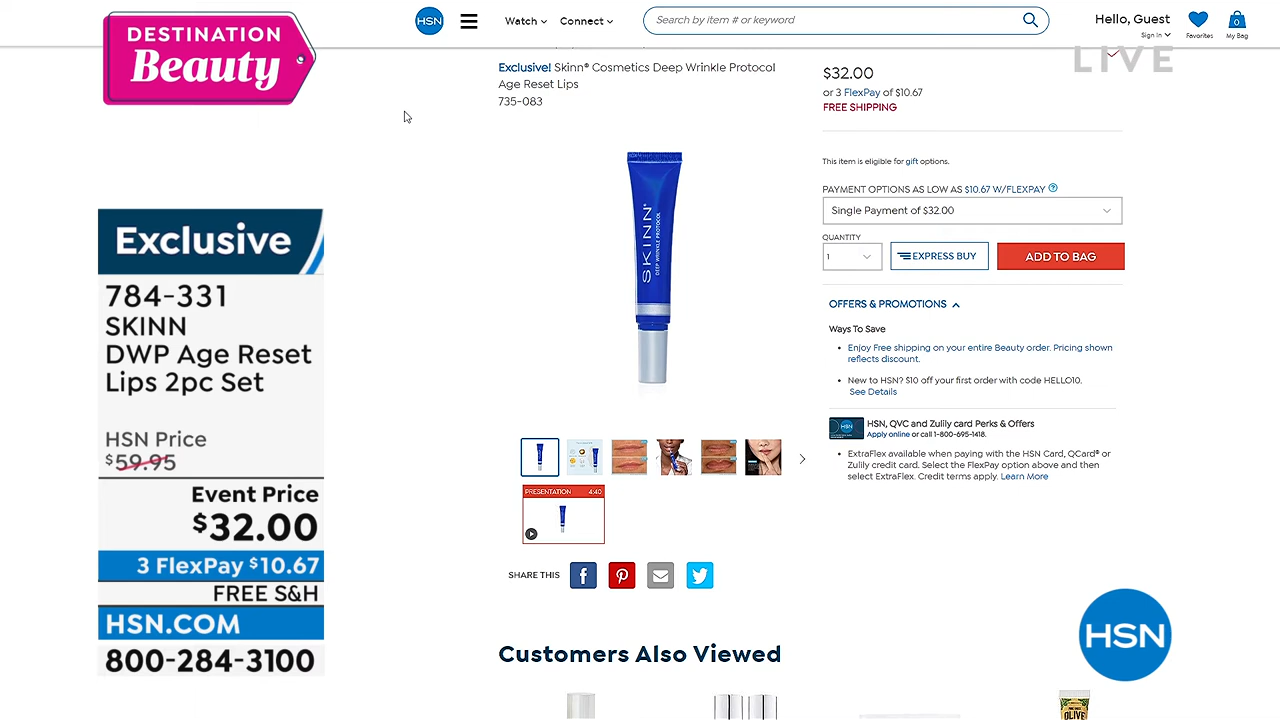 DESTINATION
Beauty
HSN
Watch
Connect
Search by item # or keyword
Hello, Guest
Sign In
Favorites
0
My Bag
LIVE
Exclusive! Skinn® Cosmetics Deep Wrinkle Protocol
Age Reset Lips
735-083
$32.00
or 3 FlexPay of $10.67
FREE SHIPPING
This item is eligible for gift options.
PAYMENT OPTIONS AS LOW AS $10.67 W/FLEXPAY ?
Single Payment of $32.00
QUANTITY
1
EXPRESS BUY
ADD TO BAG
OFFERS & PROMOTIONS
Ways To Save
• Enjoy Free shipping on your entire Beauty order. Pricing shown
reflects discount.
• New to HSN? $10 off your first order with code HELLO10.
See Details
HSN
HSN, QVC and Zulily card Perks & Offers
Apply online or call 1-800-695-1418.
• ExtraFlex available when paying with the HSN Card, QCard® or
Zulily credit card. Select the FlexPay option above and then
select ExtraFlex. Credit terms apply. Learn More
SKINN®
DEEP WRINKLE PROTOCOL
PRESENTATION 4:40
SHARE THIS
Customers Also Viewed
OLIVE
Exclusive
784-331
SKINN
DWP Age Reset
Lips 2pc Set
HSN Price
$59.95
Event Price
$32.00
3 FlexPay $10.67
FREE S&H
HSN.COM
800-284-3100
HSN